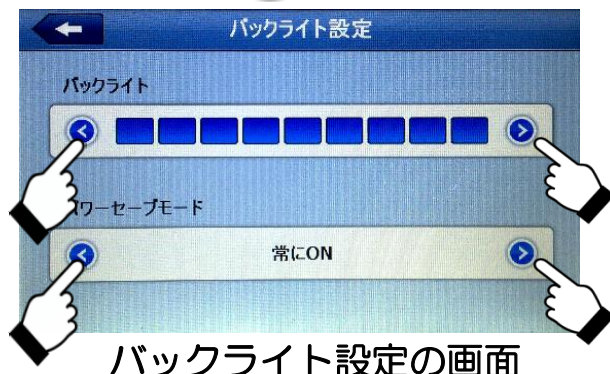 バックライト設定
バックライト
パワーセーブモード
常にON
バックライト設定の画面